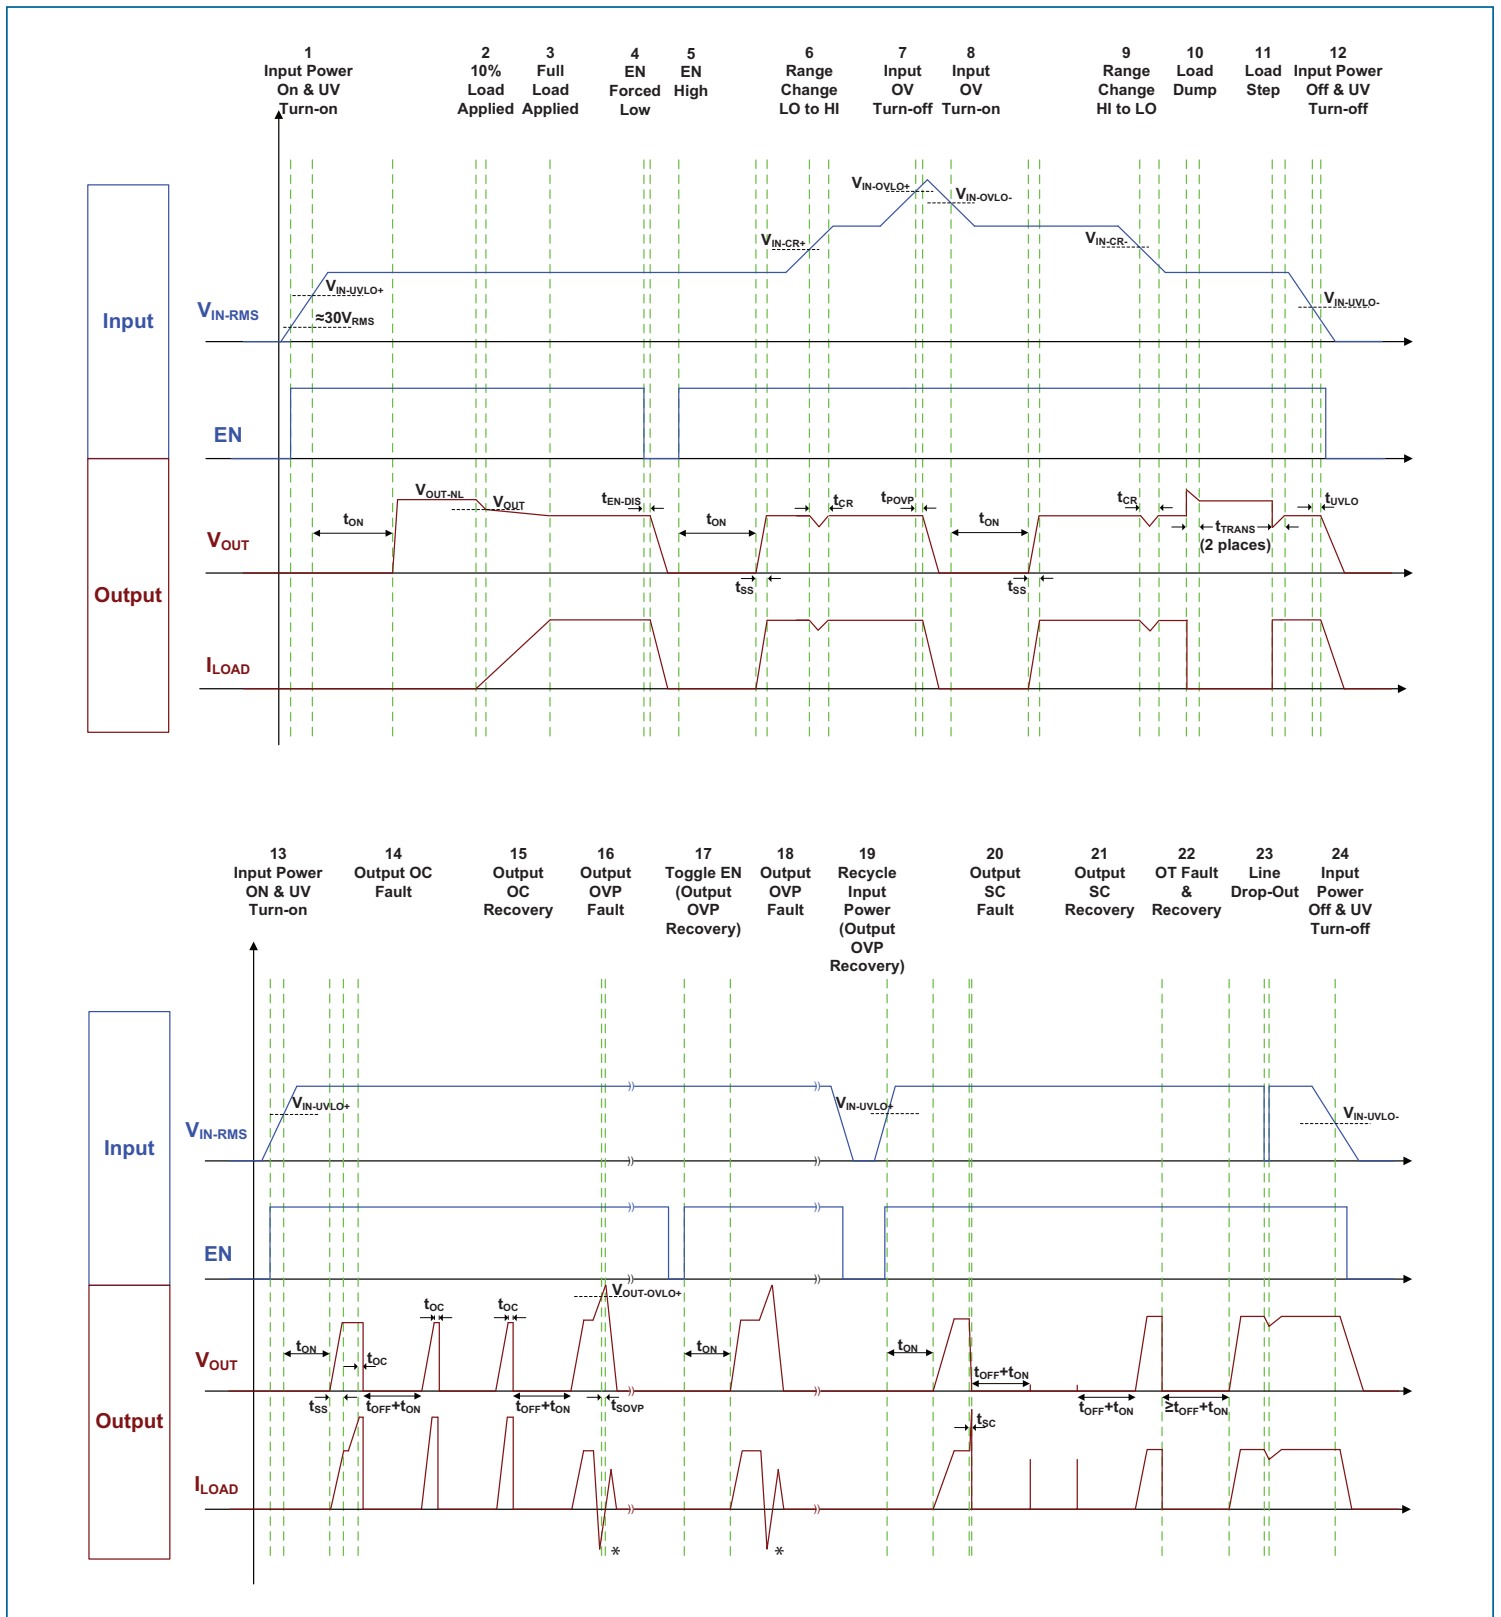 1
Input Power
On & UV
Turn-on
2
10%
Load
Applied
3
Full
Load
Applied
4
EN
Forced
Low
5
EN
High
6
Range
Change
LO to HI
7
Input
OV
Turn-off
8
Input
OV
Turn-on
9
Range
Change
HI to LO
10
Load
Dump
11
Load
Step
12
Input Power
Off & UV
Turn-off
Input
VIN-RMS
VIN-UVLO+
≈30VRMS
VIN-CR+
VIN-OVLO+
VIN-OVLO-
VIN-CR-
VIN-UVLO-
EN
Output
VOUT
tON
VOUT-NL
VOUT
tEN-DIS
tON
tSS
tCR
tPOVP
tON
tSS
tCR
tTRANS
(2 places)
tUVLO
ILOAD
13
Input Power
ON & UV
Turn-on
14
Output OC
Fault
15
Output
OC
Recovery
16
Output
OVP
Fault
17
Toggle EN
(Output
OVP
Recovery)
18
Output
OVP
Fault
19
Recycle
Input
Power
(Output
OVP
Recovery)
20
Output
SC
Fault
21
Output
SC
Recovery
22
OT Fault
&
Recovery
23
Line
Drop-Out
24
Input
Power
Off & UV
Turn-off
Input
VIN-RMS
VIN-UVLO+
VIN-UVLO+
VIN-UVLO-
EN
Output
VOUT
tON
tSS
tOC
tOFF+tON
tOC
tOC
tOFF+tON
VOUT-OVLO+
tSOVP
tON
tON
tOFF+tON
tOFF+tON
≥tOFF+tON
ILOAD
tSC
*
*